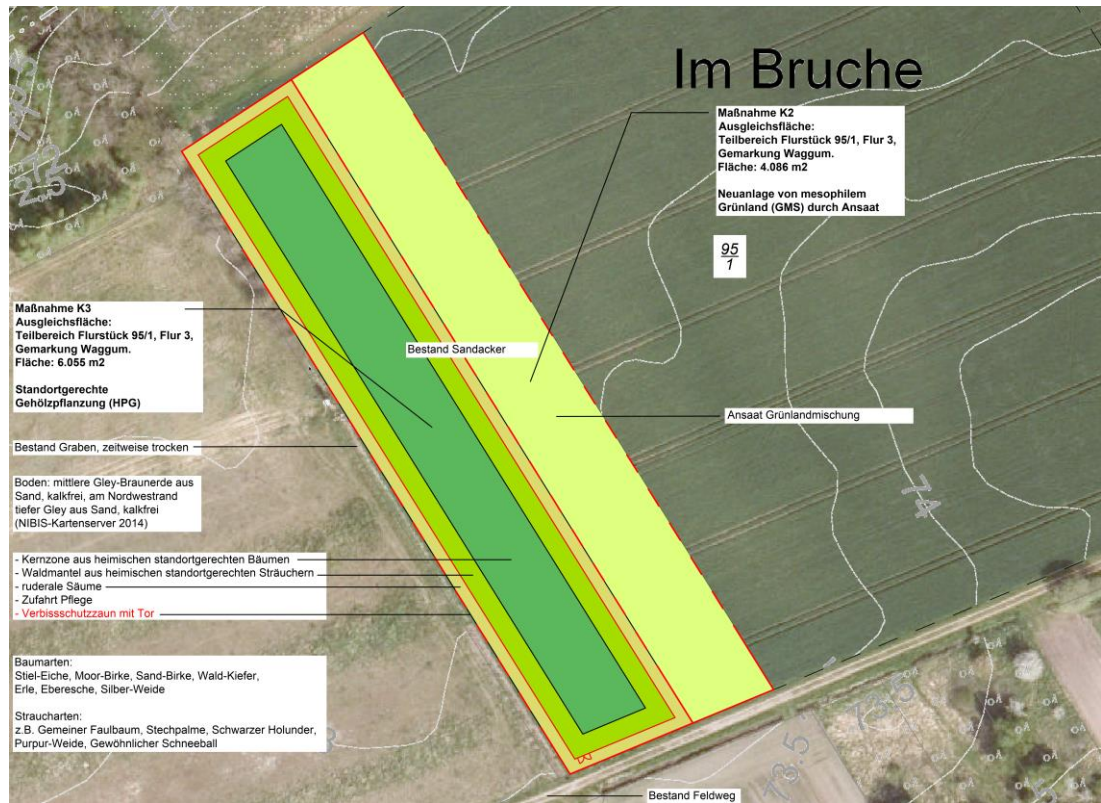 Im Bruche
Maßnahme K2
Ausgleichsfläche:
Teilbereich Flurstück 95/1, Flur 3,
Gemarkung Waggum.
Fläche: 4.086 m2
Neuanlage von mesophilem
Grünland (GMS) durch Ansaat
95
1
Maßnahme K3
Ausgleichsfläche:
Teilbereich Flurstück 95/1, Flur 3,
Gemarkung Waggum.
Fläche: 6.055 m2
Standortgerechte
Gehölzpflanzung (HPG)
Bestand Sandacker
Ansaat Grünlandmischung
Bestand Graben, zeitweise trocken
Boden: mittlere Gley-Braunerde aus
Sand, kalkfrei, am Nordwestrand
tiefer Gley aus Sand, kalkfrei
(NIBIS-Kartenserver 2014)
74
- Kernzone aus heimischen standortgerechten Bäumen
- Waldmantel aus heimischen standortgerechten Sträuchern
- ruderale Säume
- Zufahrt Pflege
- Verbissschutzzaun mit Tor
Baumarten:
Stiel-Eiche, Moor-Birke, Sand-Birke, Wald-Kiefer,
Erle, Eberesche, Silber-Weide
Straucharten:
z.B. Gemeiner Faulbaum, Stechpalme, Schwarzer Holunder,
Purpur-Weide, Gewöhnlicher Schneeball
73.5
73.5
Bestand Feldweg